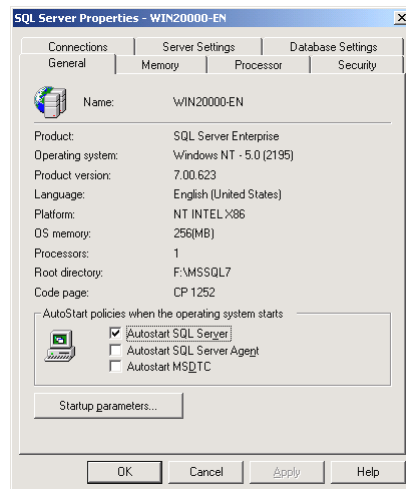 SQL Server Properties - WIN20000-EN
Connections Server Settings Database Settings
General Memory Processor Security
Name: WIN20000-EN
Product: SQL Server Enterprise
Operating system: Windows NT - 5.0 (2195)
Product version: 7.00.623
Language: English (United States)
Platform: NT INTEL X86
OS memory: 256(MB)
Processors: 1
Root directory: F:\MSSQL7
Code page: CP 1252
AutoStart policies when the operating system starts
Autostart SQL Server
Autostart SQL Server Agent
Autostart MSDTC
Startup parameters...
OK Cancel Apply Help